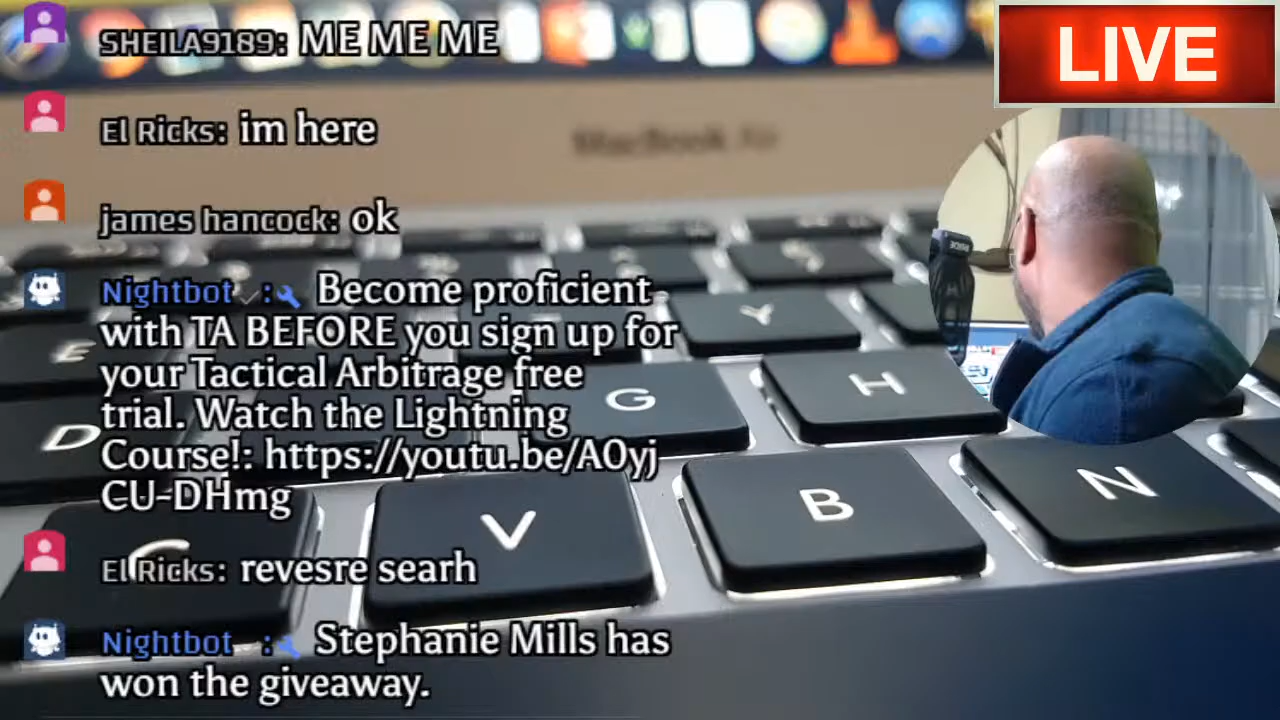 LIVE
SHEILA9189: ME ME ME
MacBook Air
El Ricks: im here
james hancock: ok
Nightbot: Become proficient
with TA BEFORE you sign up for
your Tactical Arbitrage free
trial. Watch the Lightning
Course!: https://youtu.be/A0yj
CU-DHmg
El Ricks: revesre searh
Nightbot: Stephanie Mills has
won the giveaway.
E
Y
D
G
H
C
V
B
N